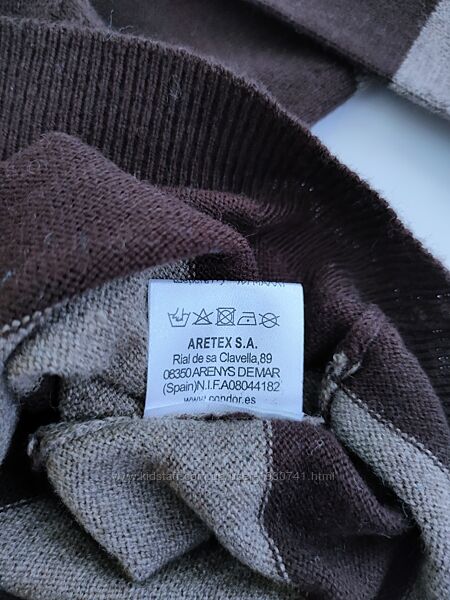 ARETEX S.A.
Rial de sa Clavella,89
08350 ARENYS DE MAR
(Spain)N.I.F.A08044182
www.condor.es